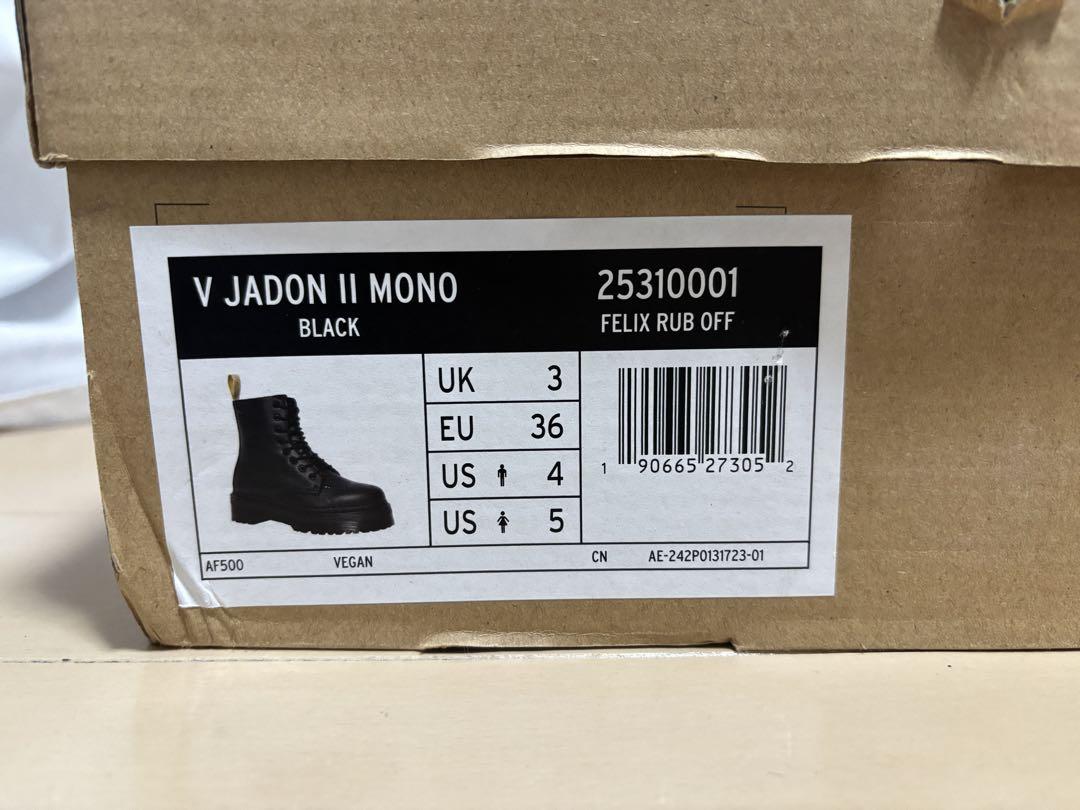 V JADON II MONO
BLACK
25310001
FELIX RUB OFF
UK 3
EU 36
US 4
US 5
1 90665 27305 2
AF500 VEGAN CN AE-242P0131723-01